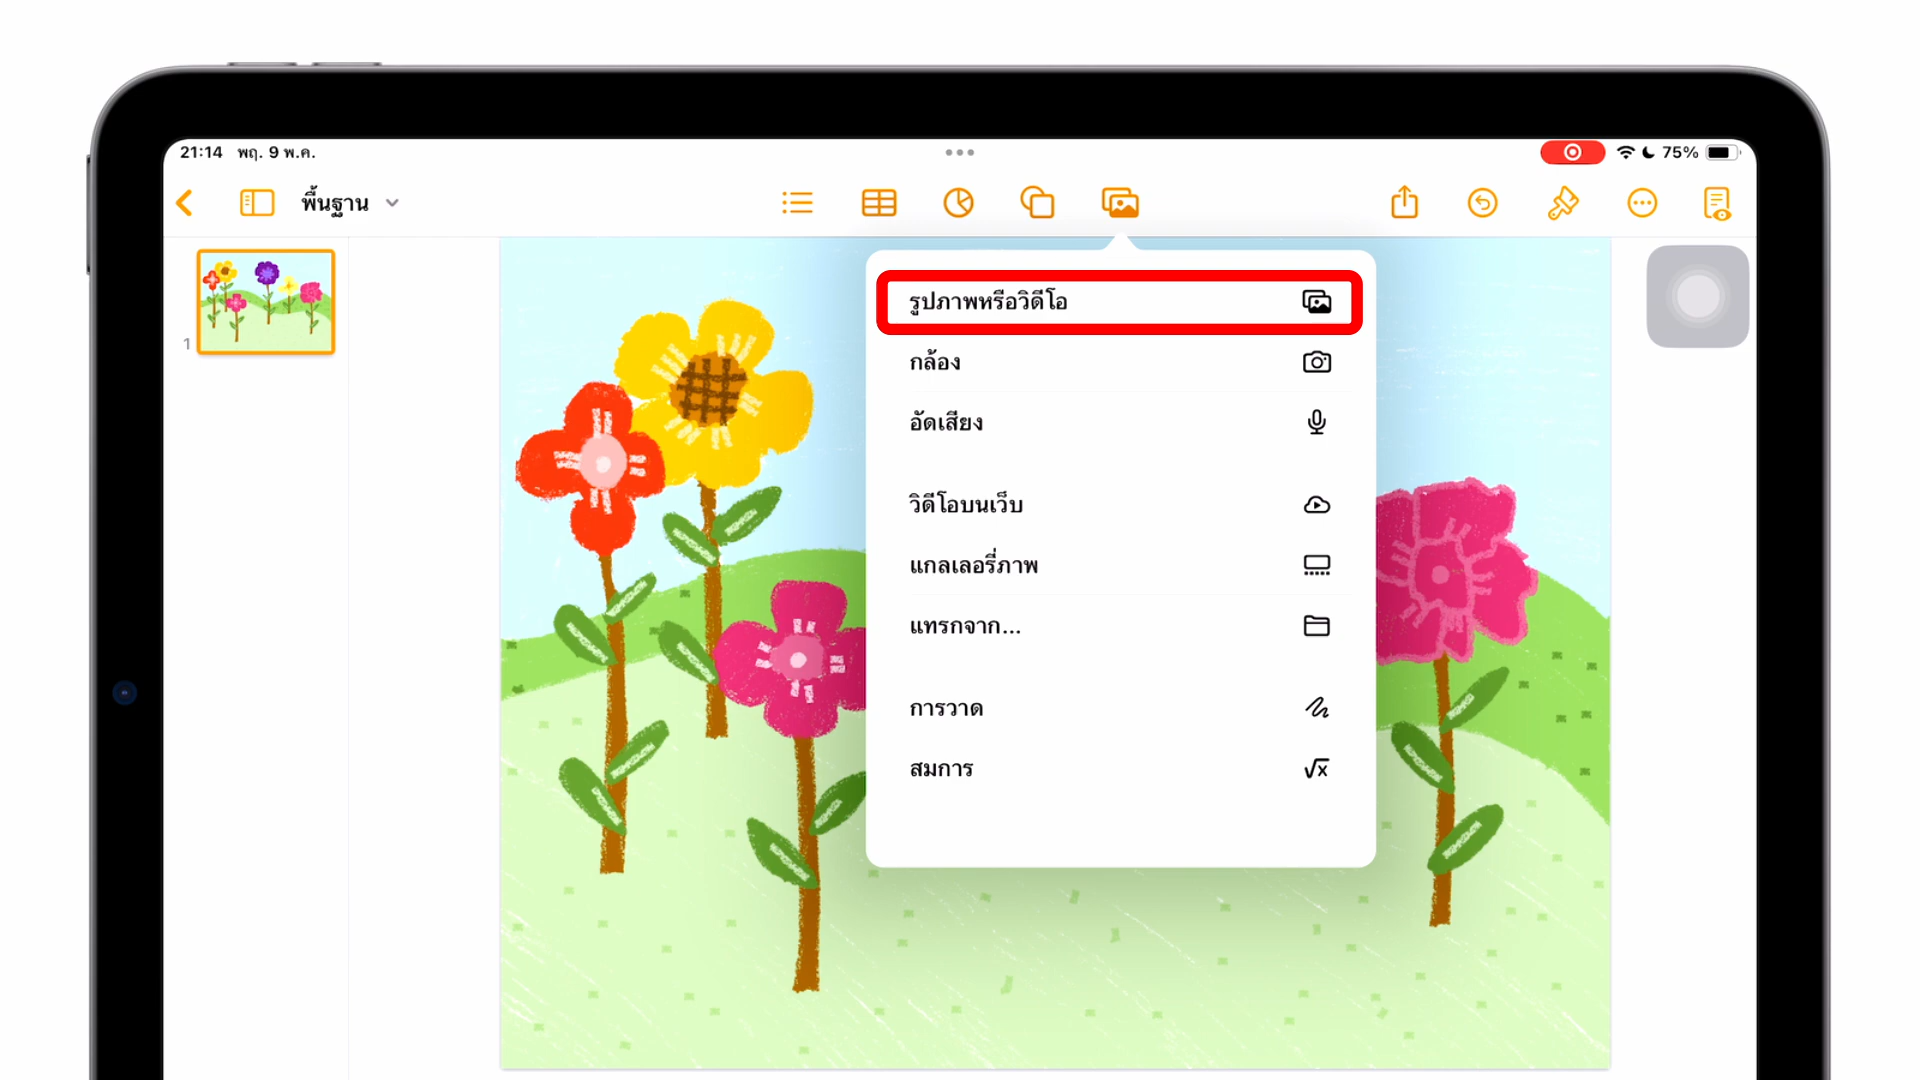 21:14 พฤ. 9 พ.ค.
75%
พื้นฐาน
1
รูปภาพหรือวิดีโอ
กล้อง
อัดเสียง
วิดีโอบนเว็บ
แกลเลอรี่ภาพ
แทรกจาก...
การวาด
สมการ
√x